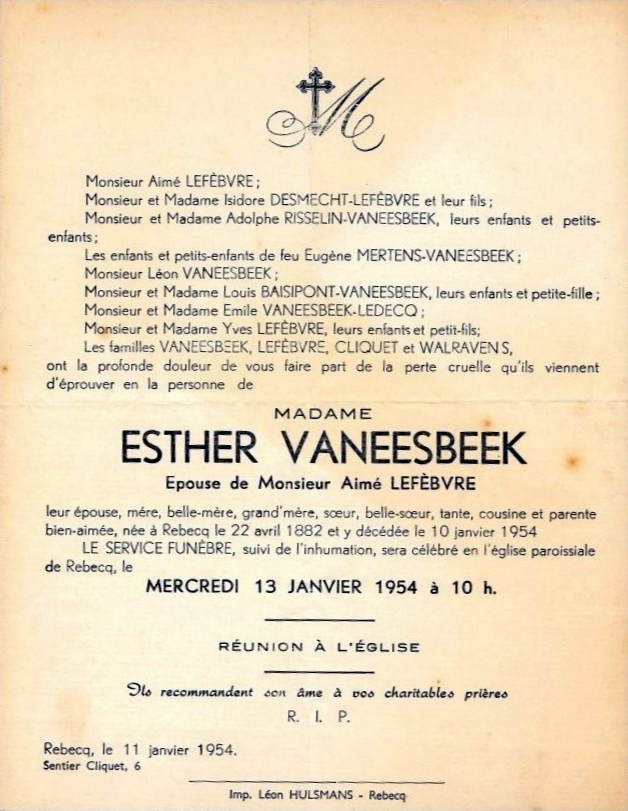 M
Monsieur Aimé LEFÈBVRE ;
Monsieur et Madame Isidore DESMECHT-LEFÈBVRE et leur fils ;
Monsieur et Madame Adolphe RISSELIN-VANEESBEEK, leurs enfants et petits-
enfants ;
Les enfants et petits-enfants de feu Eugène MERTENS-VANEESBEEK ;
Monsieur Léon VANEESBEEK ;
Monsieur et Madame Louis BAISIPONT-VANEESBEEK, leurs enfants et petite-fille ;
Monsieur et Madame Emile VANEESBEEK-LEDECQ ;
Monsieur et Madame Yves LEFÈBVRE, leurs enfants et petit-fils;
Les familles VANEESBEEK, LEFÈBVRE, CLIQUET et WALRAVENS,
ont la profonde douleur de vous faire part de la perte cruelle qu'ils viennent
d'éprouver en la personne de
MADAME
ESTHER VANEESBEEK
Epouse de Monsieur Aimé LEFÈBVRE
leur épouse, mére, belle-mère, grand'mère, sœur, belle-sœur, tante, cousine et parente
bien-aimée, née à Rebecq le 22 avril 1882 et y décédée le 10 janvier 1954
LE SERVICE FUNÈBRE, suivi de l'inhumation, sera célébré en l'église paroissiale
de Rebecq, le
MERCREDI 13 JANVIER 1954 à 10 h.
RÉUNION À L'ÉGLISE
Ils recommandent son âme à vos charitables prières
R. I. P.
Rebecq, le 11 janvier 1954.
Sentier Cliquet, 6
Imp. Léon HULSMANS - Rebecq